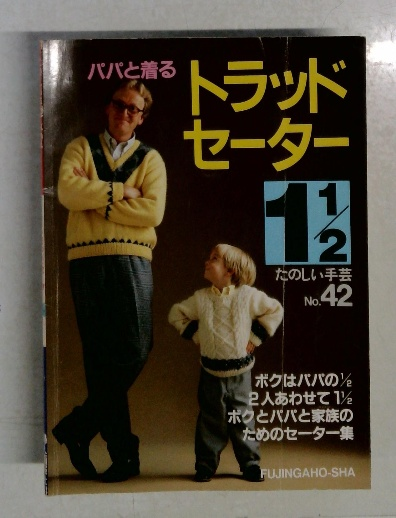 パパと着る
トラッド
セーター
1 1/2
たのしい手芸
No.42
ボクはパパの1/2
2人あわせて1 1/2
ボクとパパと家族の
ためのセーター集
FUJINGAHO-SHA